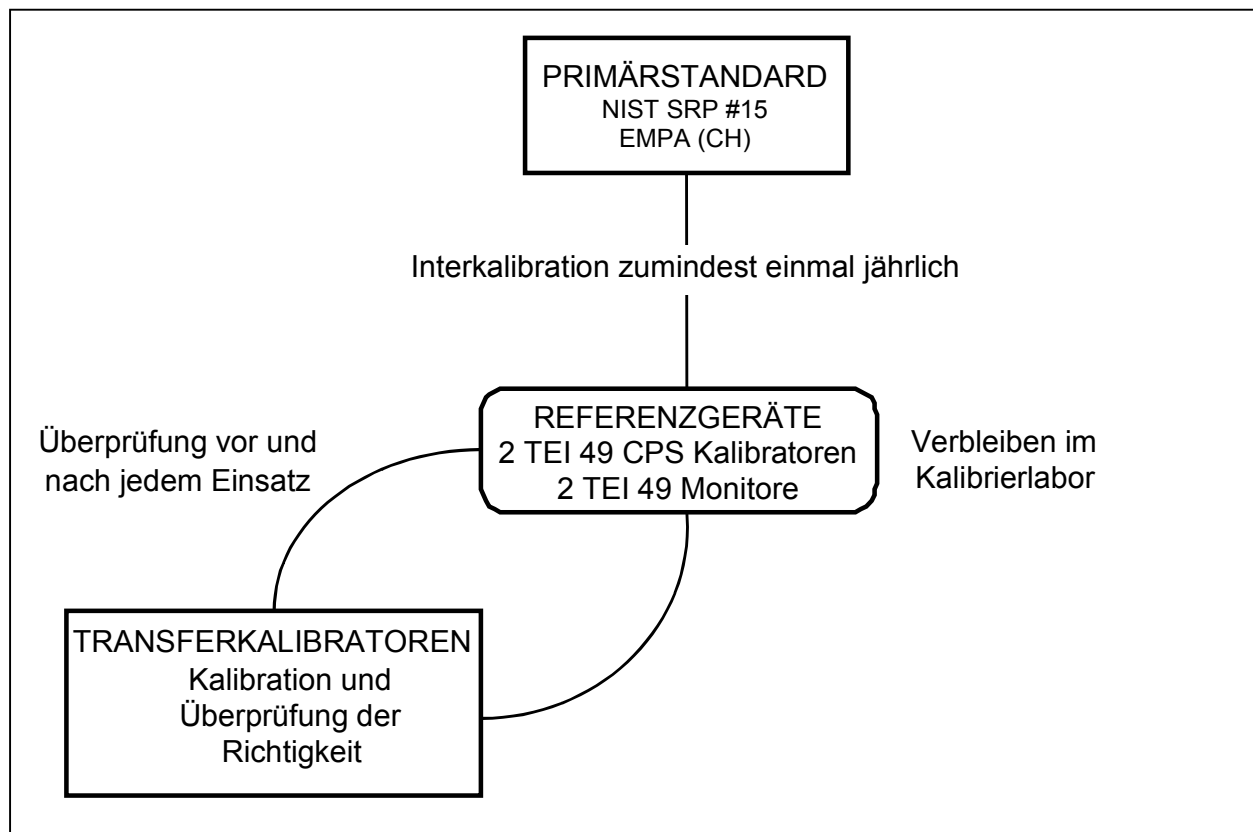 PRIMÄRSTANDARD
NIST SRP #15
EMPA (CH)
Interkalibration zumindest einmal jährlich
REFERENZGERÄTE
2 TEI 49 CPS Kalibratoren
2 TEI 49 Monitore
Überprüfung vor und
nach jedem Einsatz
Verbleiben im
Kalibrierlabor
TRANSFERKALIBRATOREN
Kalibration und
Überprüfung der
Richtigkeit